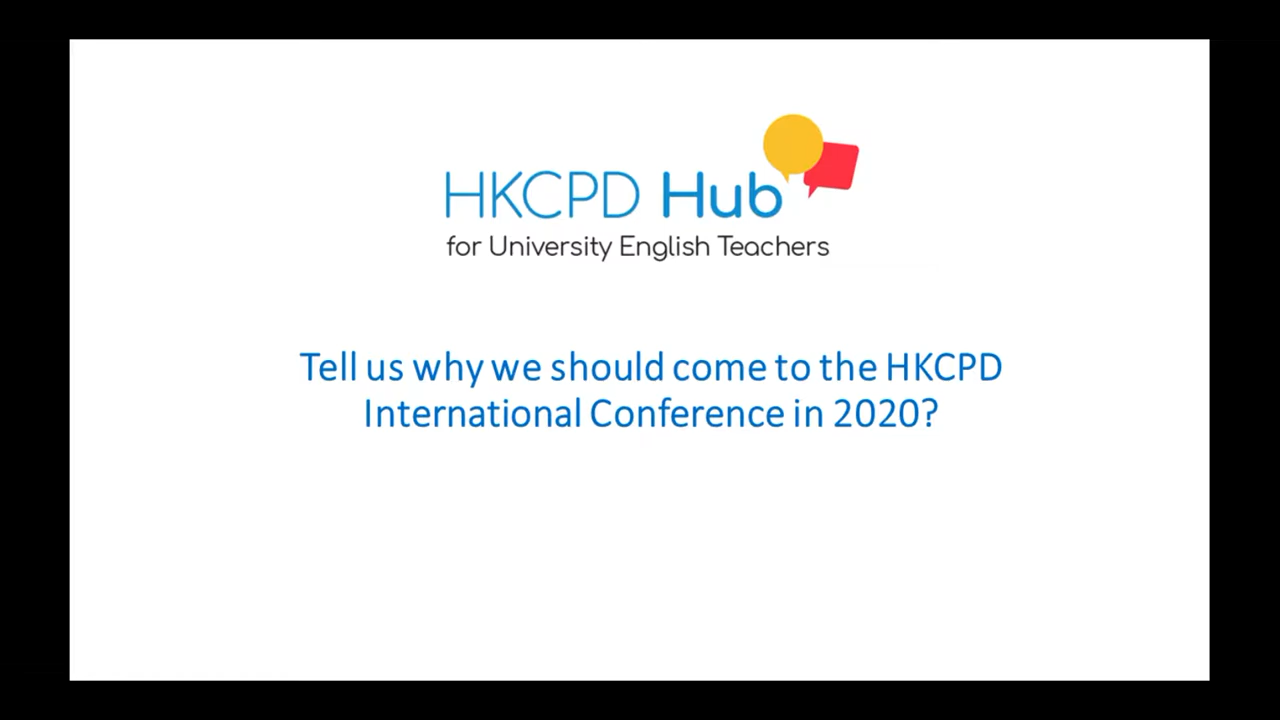 HKCPD Hub
for University English Teachers
Tell us why we should come to the HKCPD
International Conference in 2020?